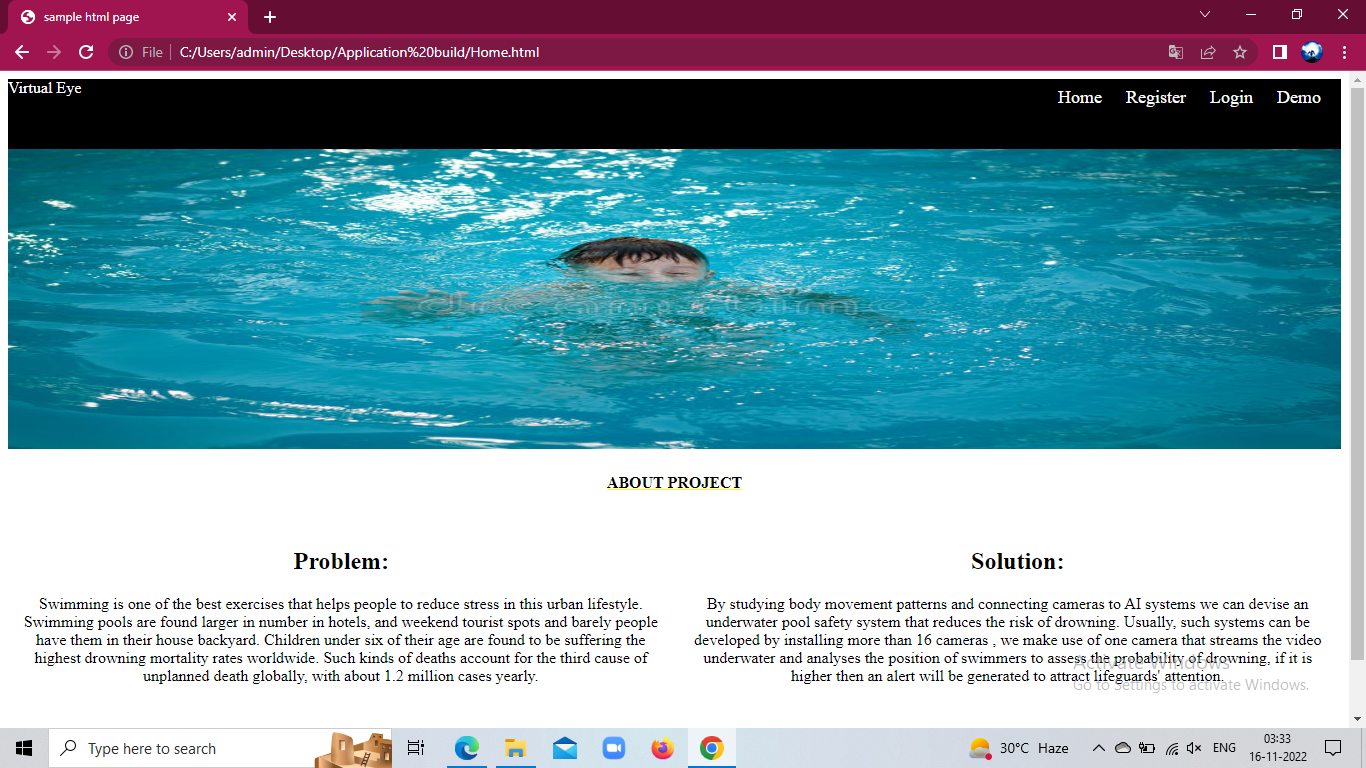 sample html page
File
C:/Users/admin/Desktop/Application%20build/Home.html
Virtual Eye
Home Register Login Demo
ABOUT PROJECT
Problem:
Swimming is one of the best exercises that helps people to reduce stress in this urban lifestyle.
Swimming pools are found larger in number in hotels, and weekend tourist spots and barely people
have them in their house backyard. Children under six of their age are found to be suffering the
highest drowning mortality rates worldwide. Such kinds of deaths account for the third cause of
unplanned death globally, with about 1.2 million cases yearly.
Solution:
By studying body movement patterns and connecting cameras to AI systems we can devise an
underwater pool safety system that reduces the risk of drowning. Usually, such systems can be
developed by installing more than 16 cameras , we make use of one camera that streams the video
underwater and analyses the position of swimmers to assess the probability of drowning, if it is
higher then an alert will be generated to attract lifeguards' attention.
Activate Windows
Go to Settings to activate Windows.
Type here to search
30°C Haze
ENG
03:33
16-11-2022